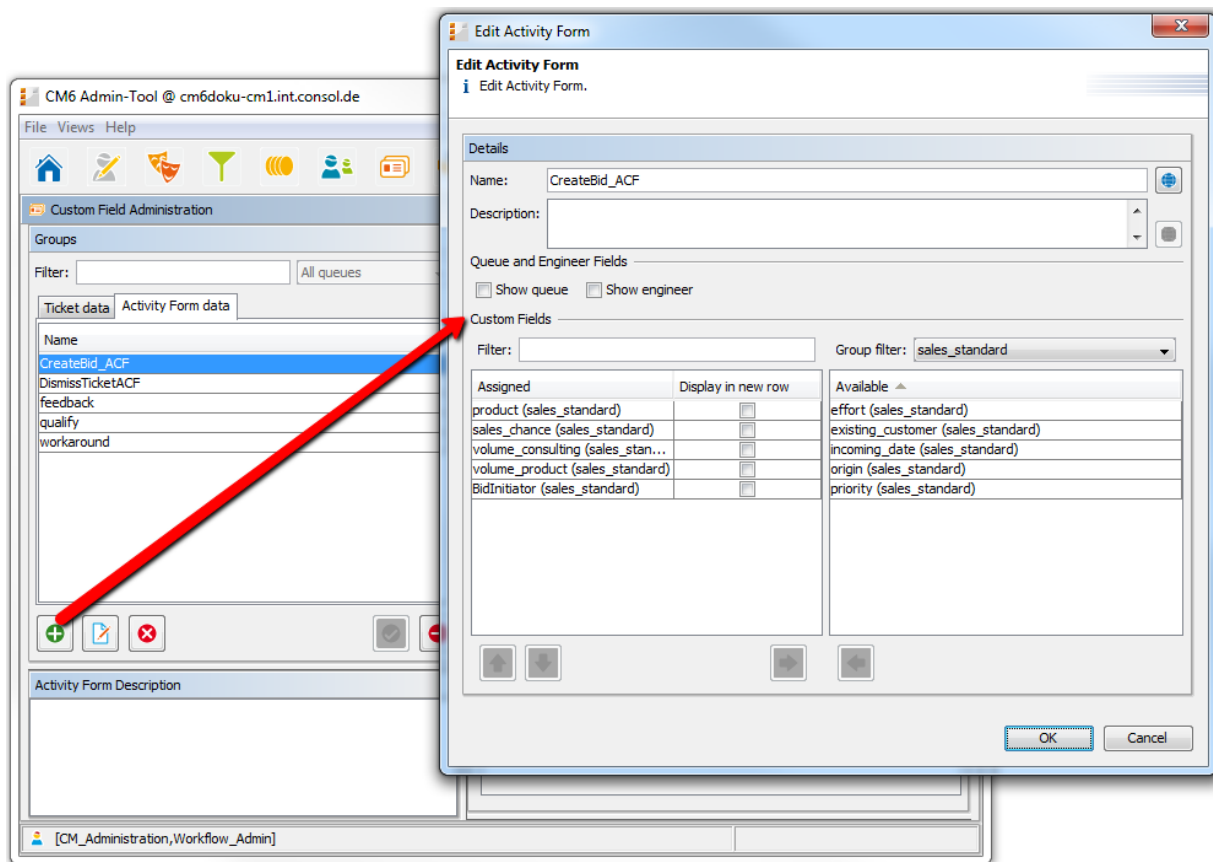 Edit Activity Form
Edit Activity Form
Edit Activity Form.
CM6 Admin-Tool @ cm6doku-cm1.int.consol.de
File Views Help
Custom Field Administration
Groups
Filter:
All queues
Ticket data
Activity Form data
Name
CreateBid_ACF
DismissTicketACF
feedback
qualify
workaround
Activity Form Description
[CM_Administration,Workflow_Admin]
Details
Name: CreateBid_ACF
Description:
Queue and Engineer Fields
Show queue Show engineer
Custom Fields
Filter:
Group filter: sales_standard
Assigned Display in new row
product (sales_standard)
sales_chance (sales_standard)
volume_consulting (sales_stan...
volume_product (sales_standard)
BidInitiator (sales_standard)
Available
effort (sales_standard)
existing_customer (sales_standard)
incoming_date (sales_standard)
origin (sales_standard)
priority (sales_standard)
OK Cancel